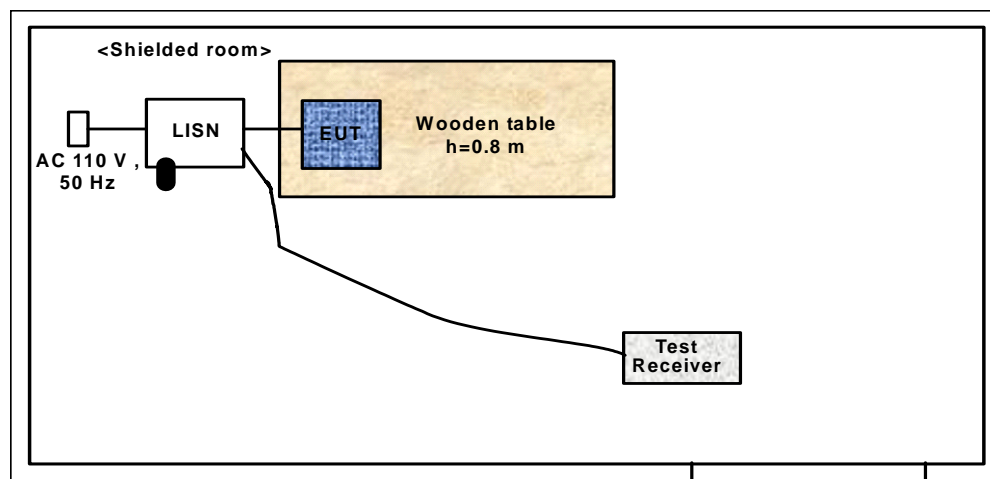 <Shielded room>
LISN
EUT
Wooden table
h=0.8 m
AC 110 V ,
50 Hz
Test
Receiver